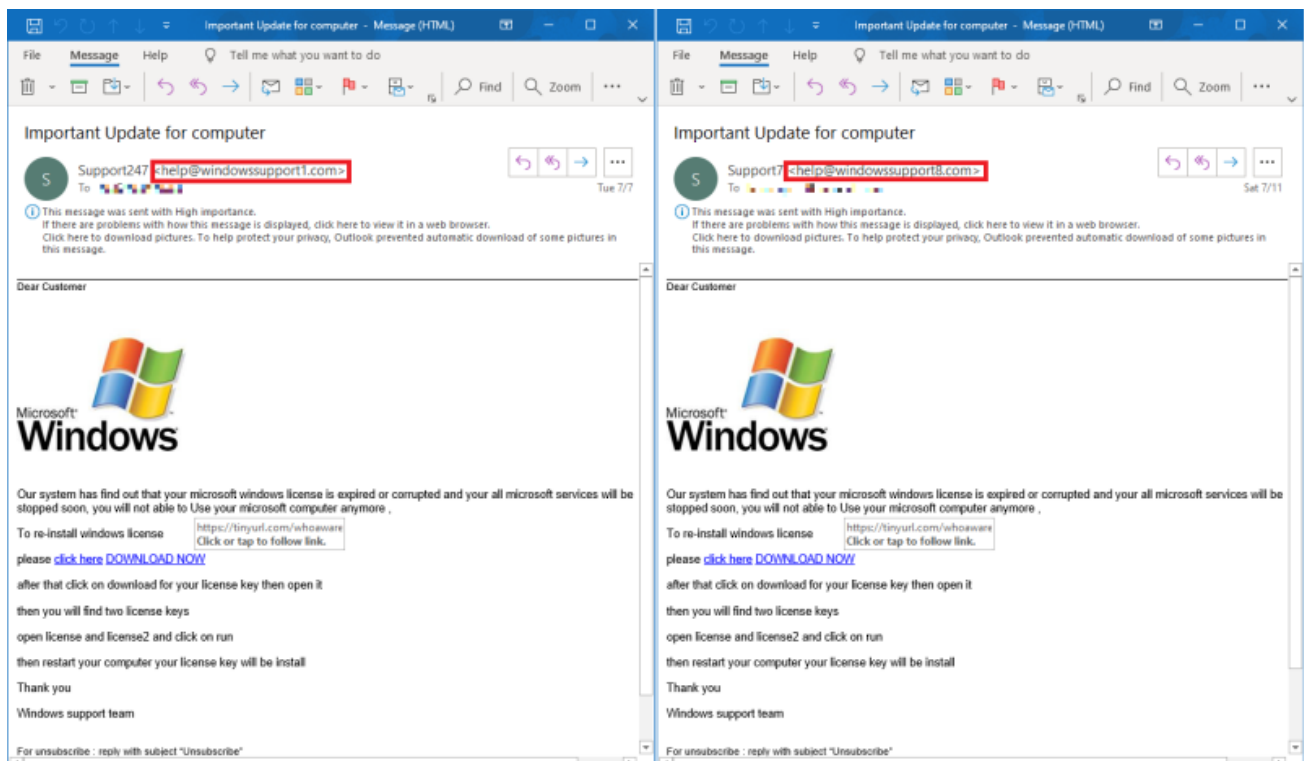 Important Update for computer - Message (HTML)
File Message Help Tell me what you want to do
Find Zoom
Important Update for computer
S
Support247 <help@windowssupport1.com>
To
Tue 7/7
This message was sent with High importance.
If there are problems with how this message is displayed, click here to view it in a web browser.
Click here to download pictures. To help protect your privacy, Outlook prevented automatic download of some pictures in
this message.
Dear Customer
Microsoft
Windows
Our system has find out that your microsoft windows license is expired or corrupted and your all microsoft services will be
stopped soon, you will not able to Use your microsoft computer anymore ,
To re-install windows license
https://tinyurl.com/whoaware
Click or tap to follow link.
please click here DOWNLOAD NOW
after that click on download for your license key then open it
then you will find two license keys
open license and license2 and click on run
then restart your computer your license key will be install
Thank you
Windows support team
For unsubscribe : reply with subject "Unsubscribe"
Important Update for computer - Message (HTML)
File Message Help Tell me what you want to do
Find Zoom
Important Update for computer
S
Support7 <help@windowssupport8.com>
To
Sat 7/11
This message was sent with High importance.
If there are problems with how this message is displayed, click here to view it in a web browser.
Click here to download pictures. To help protect your privacy, Outlook prevented automatic download of some pictures in
this message.
Dear Customer
Microsoft
Windows
Our system has find out that your microsoft windows license is expired or corrupted and your all microsoft services will be
stopped soon, you will not able to Use your microsoft computer anymore ,
To re-install windows license
https://tinyurl.com/whoaware
Click or tap to follow link.
please click here DOWNLOAD NOW
after that click on download for your license key then open it
then you will find two license keys
open license and license2 and click on run
then restart your computer your license key will be install
Thank you
Windows support team
For unsubscribe : reply with subject "Unsubscribe"